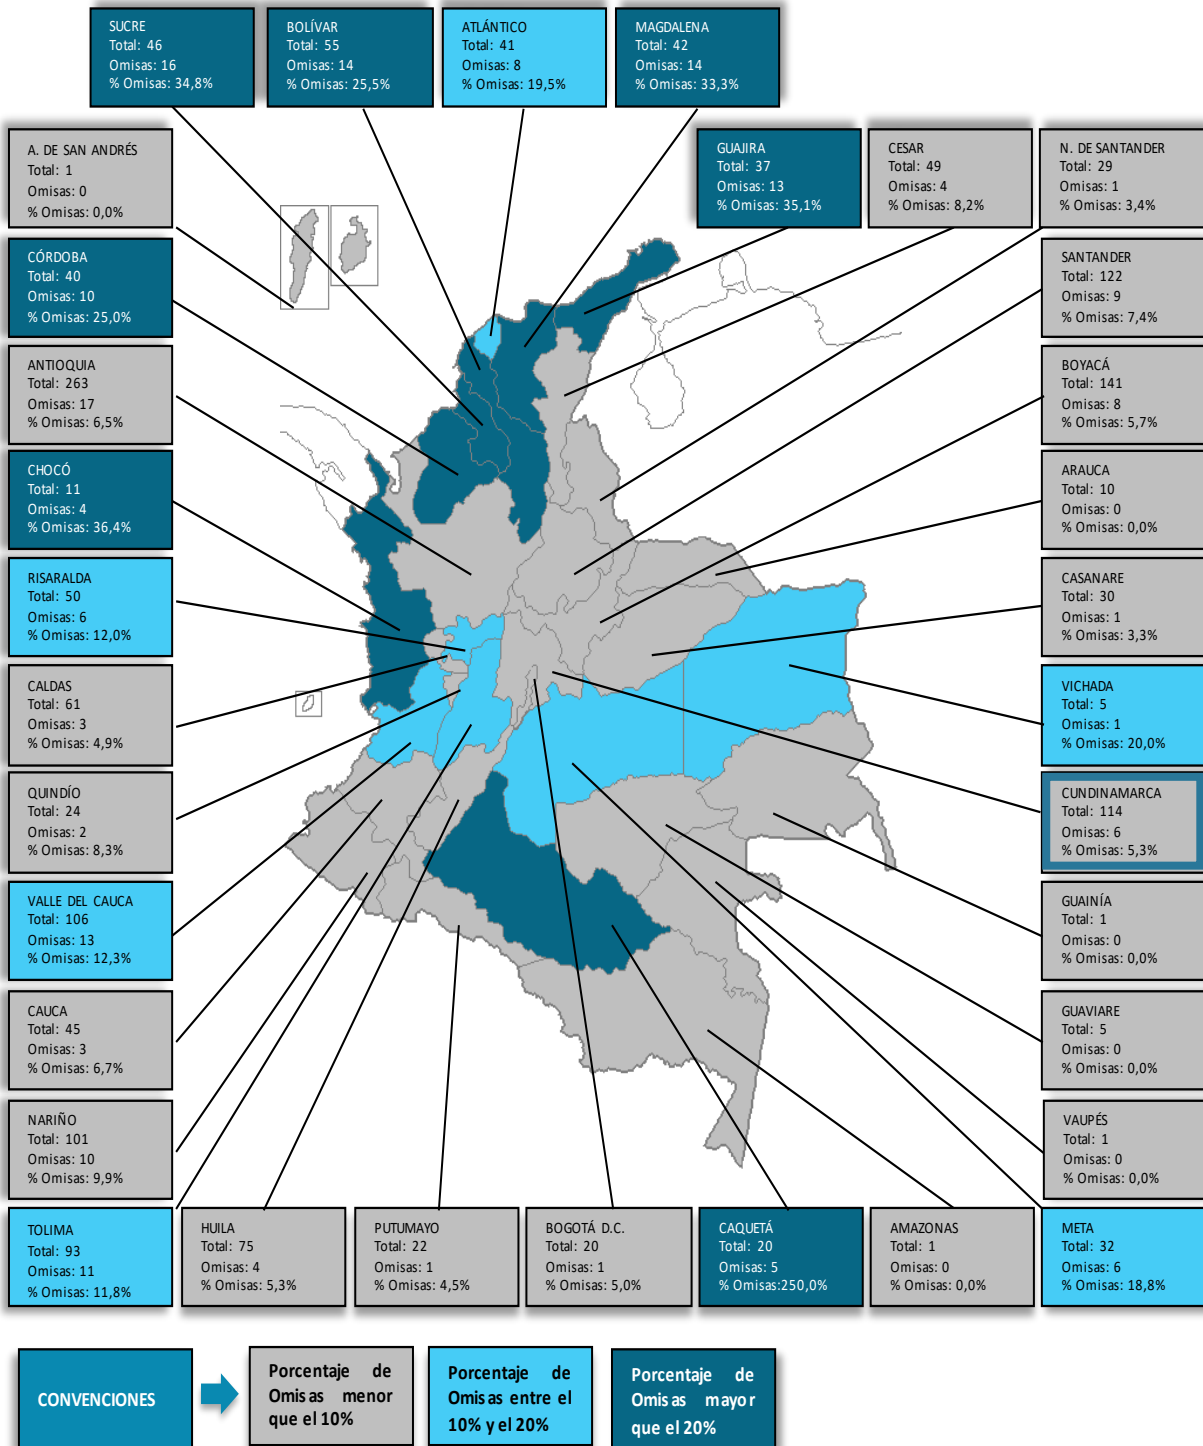 SUCRE
Total: 46
Omisas: 16
% Omisas: 34,8%
BOLÍVAR
Total: 55
Omisas: 14
% Omisas: 25,5%
ATLÁNTICO
Total: 41
Omisas: 8
% Omisas: 19,5%
MAGDALENA
Total: 42
Omisas: 14
% Omisas: 33,3%
A. DE SAN ANDRÉS
Total: 1
Omisas: 0
% Omisas: 0,0%
GUAJIRA
Total: 37
Omisas: 13
% Omisas: 35,1%
CESAR
Total: 49
Omisas: 4
% Omisas: 8,2%
N. DE SANTANDER
Total: 29
Omisas: 1
% Omisas: 3,4%
CÓRDOBA
Total: 40
Omisas: 10
% Omisas: 25,0%
SANTANDER
Total: 122
Omisas: 9
% Omisas: 7,4%
ANTIOQUIA
Total: 263
Omisas: 17
% Omisas: 6,5%
BOYACÁ
Total: 141
Omisas: 8
% Omisas: 5,7%
CHOCÓ
Total: 11
Omisas: 4
% Omisas: 36,4%
ARAUCA
Total: 10
Omisas: 0
% Omisas: 0,0%
RISARALDA
Total: 50
Omisas: 6
% Omisas: 12,0%
CASANARE
Total: 30
Omisas: 1
% Omisas: 3,3%
CALDAS
Total: 61
Omisas: 3
% Omisas: 4,9%
VICHADA
Total: 5
Omisas: 1
% Omisas: 20,0%
QUINDÍO
Total: 24
Omisas: 2
% Omisas: 8,3%
CUNDINAMARCA
Total: 114
Omisas: 6
% Omisas: 5,3%
VALLE DEL CAUCA
Total: 106
Omisas: 13
% Omisas: 12,3%
GUAINÍA
Total: 1
Omisas: 0
% Omisas: 0,0%
CAUCA
Total: 45
Omisas: 3
% Omisas: 6,7%
GUAVIARE
Total: 5
Omisas: 0
% Omisas: 0,0%
NARIÑO
Total: 101
Omisas: 10
% Omisas: 9,9%
VAUPÉS
Total: 1
Omisas: 0
% Omisas: 0,0%
TOLIMA
Total: 93
Omisas: 11
% Omisas: 11,8%
HUILA
Total: 75
Omisas: 4
% Omisas: 5,3%
PUTUMAYO
Total: 22
Omisas: 1
% Omisas: 4,5%
BOGOTÁ D.C.
Total: 20
Omisas: 1
% Omisas: 5,0%
CAQUETÁ
Total: 20
Omisas: 5
% Omisas:250,0%
AMAZONAS
Total: 1
Omisas: 0
% Omisas: 0,0%
META
Total: 32
Omisas: 6
% Omisas: 18,8%
CONVENCIONES
Porcentaje de
Omisas menor
que el 10%
Porcentaje de
Omisas entre el
10% y el 20%
Porcentaje de
Omisas mayor
que el 20%